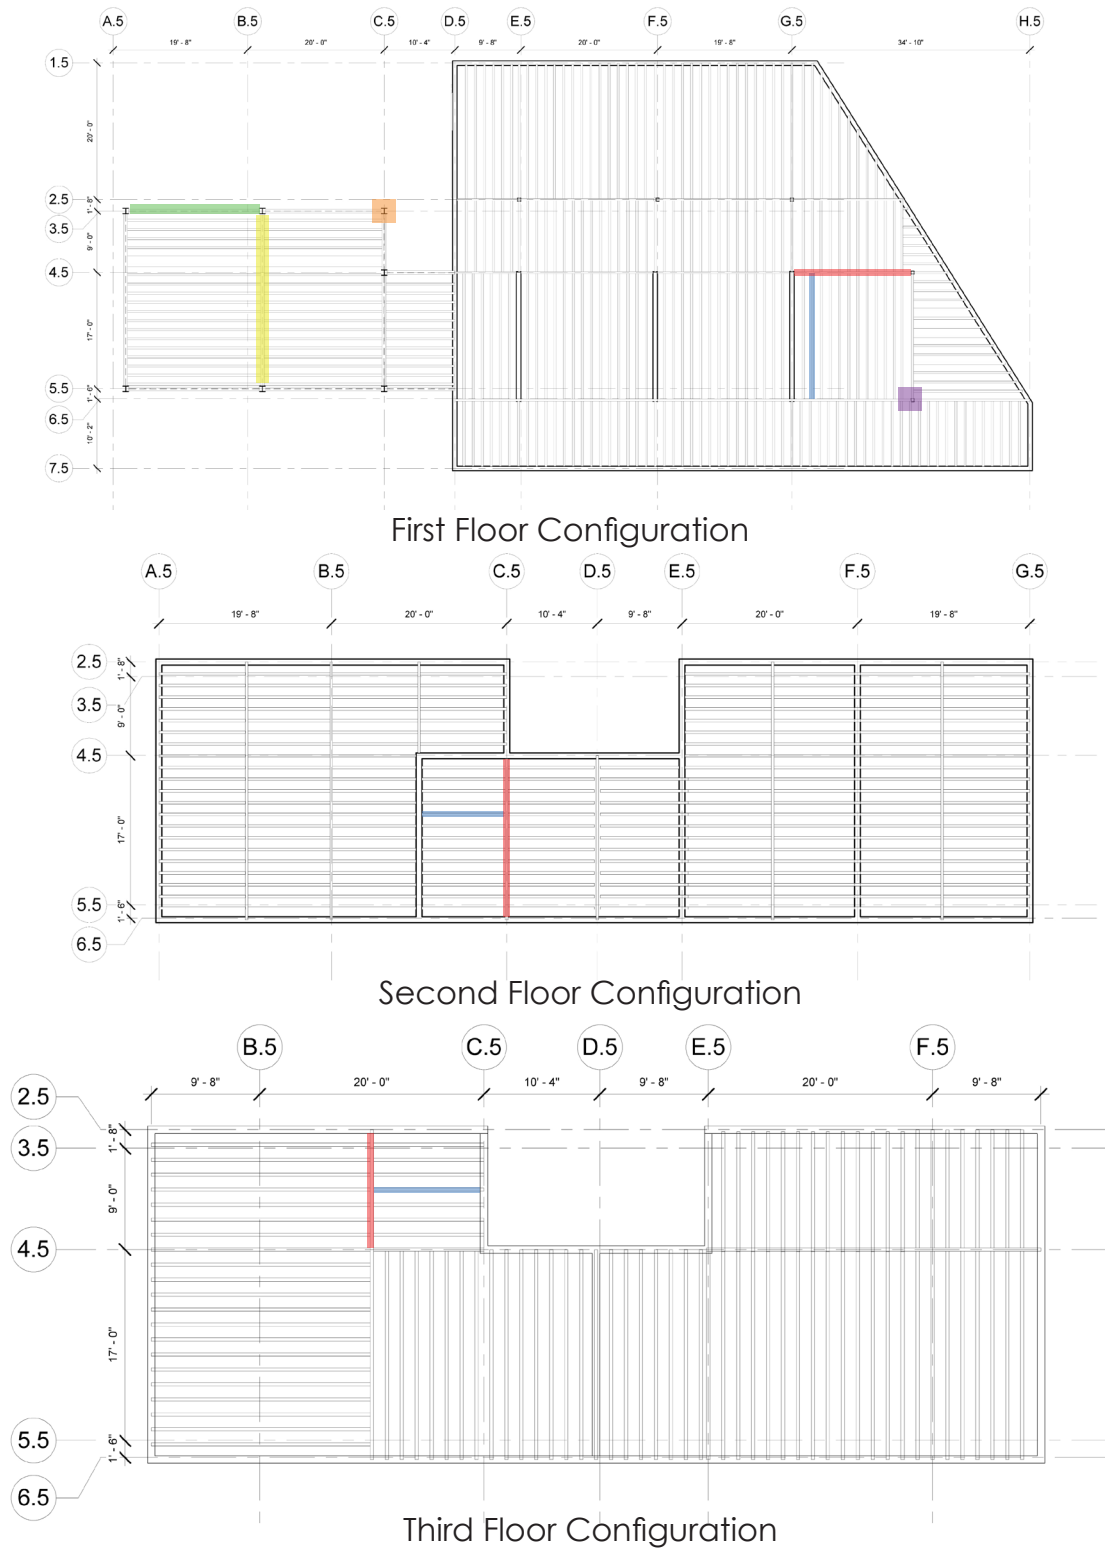 A.5 B.5 C.5 D.5 E.5 F.5 G.5 H.5
19' - 8" 20' - 0" 10' - 4" 9' - 8" 20' - 0" 19' - 8" 34' - 10"
1.5
20' - 0"
2.5
1' - 8"
3.5
9' - 0"
4.5
17' - 0"
5.5
1' - 6"
6.5
10' - 2"
7.5
First Floor Configuration
A.5 B.5 C.5 D.5 E.5 F.5 G.5
19' - 8" 20' - 0" 10' - 4" 9' - 8" 20' - 0" 19' - 8"
2.5
1' - 8"
3.5
9' - 0"
4.5
17' - 0"
5.5
1' - 6"
6.5
Second Floor Configuration
B.5 C.5 D.5 E.5 F.5
9' - 8" 20' - 0" 10' - 4" 9' - 8" 20' - 0" 9' - 8"
2.5
1' - 8"
3.5
9' - 0"
4.5
17' - 0"
5.5
1' - 6"
6.5
Third Floor Configuration